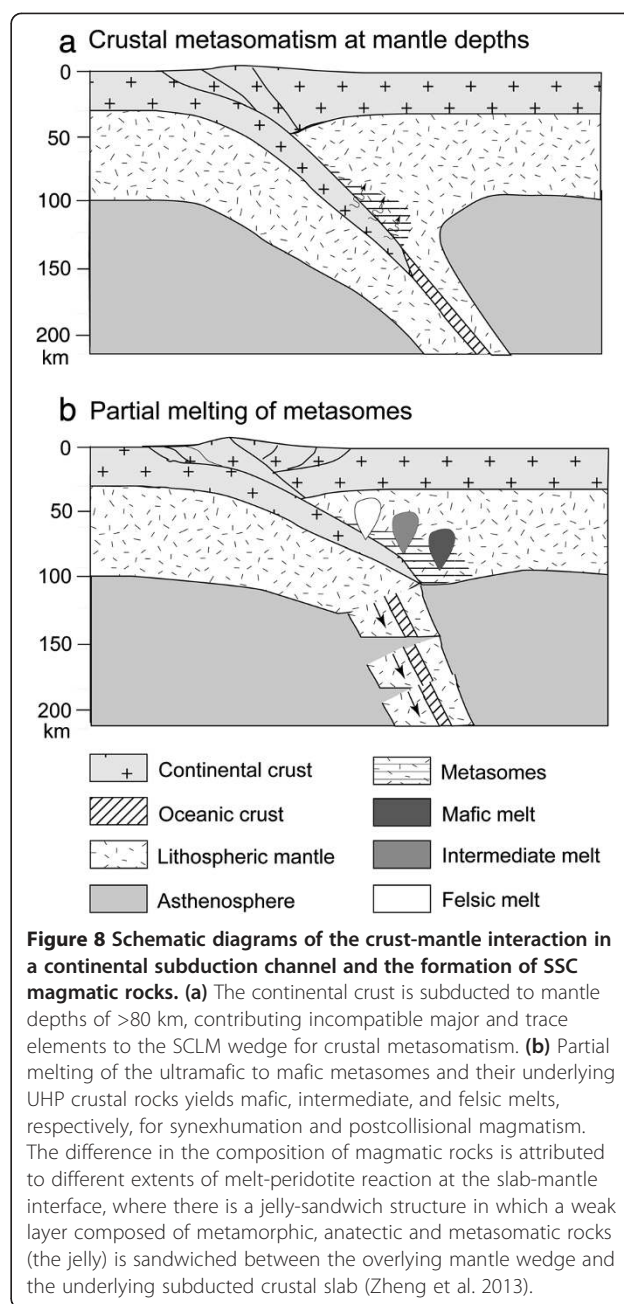 a Crustal metasomatism at mantle depths
0
50
100
150
200
km
b Partial melting of metasomes
0
50
100
150
200
km
Continental crust
Metasomes
Oceanic crust
Mafic melt
Lithospheric mantle
Intermediate melt
Asthenosphere
Felsic melt
Figure 8 Schematic diagrams of the crust-mantle interaction in
a continental subduction channel and the formation of SSC
magmatic rocks. (a) The continental crust is subducted to mantle
depths of >80 km, contributing incompatible major and trace
elements to the SCLM wedge for crustal metasomatism. (b) Partial
melting of the ultramafic to mafic metasomes and their underlying
UHP crustal rocks yields mafic, intermediate, and felsic melts,
respectively, for synexhumation and postcollisional magmatism.
The difference in the composition of magmatic rocks is attributed
to different extents of melt-peridotite reaction at the slab-mantle
interface, where there is a jelly-sandwich structure in which a weak
layer composed of metamorphic, anatectic and metasomatic rocks
(the jelly) is sandwiched between the overlying mantle wedge and
the underlying subducted crustal slab (Zheng et al. 2013).